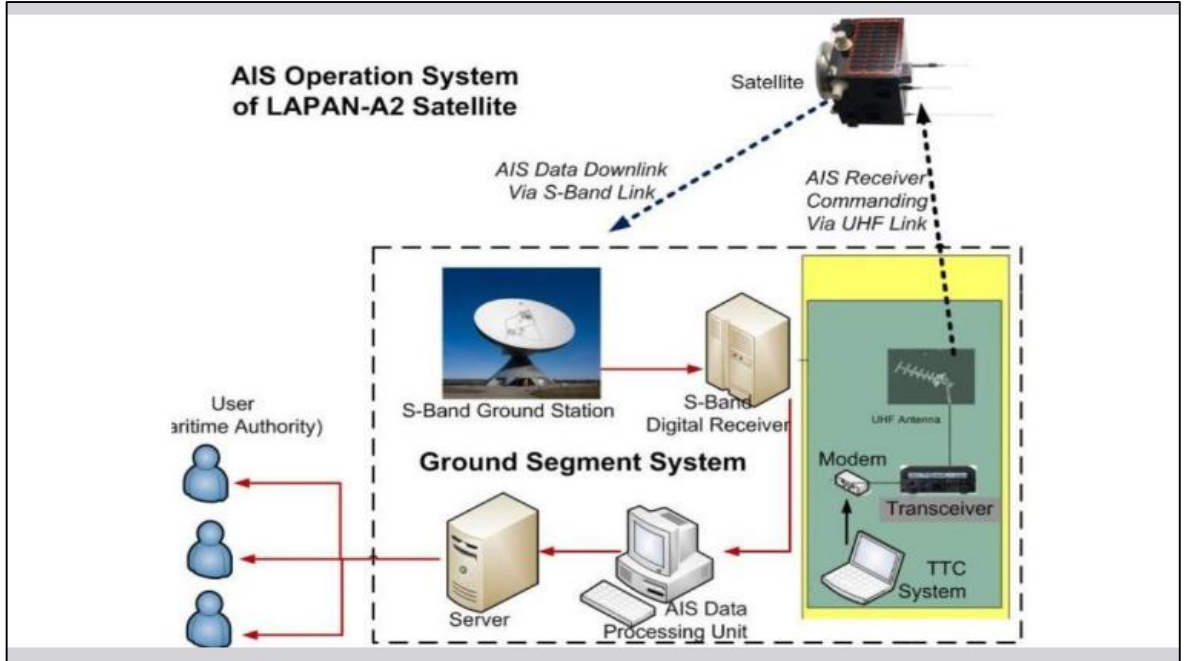 AIS Operation System
of LAPAN-A2 Satellite
Satellite
AIS Data Downlink
Via S-Band Link
AIS Receiver
Commanding
Via UHF Link
S-Band Ground Station
S-Band
Digital Receiver
UHF Antenna
User
aritime Authority)
Ground Segment System
Modem
Transceiver
TTC
System
Server
AIS Data
Processing Unit